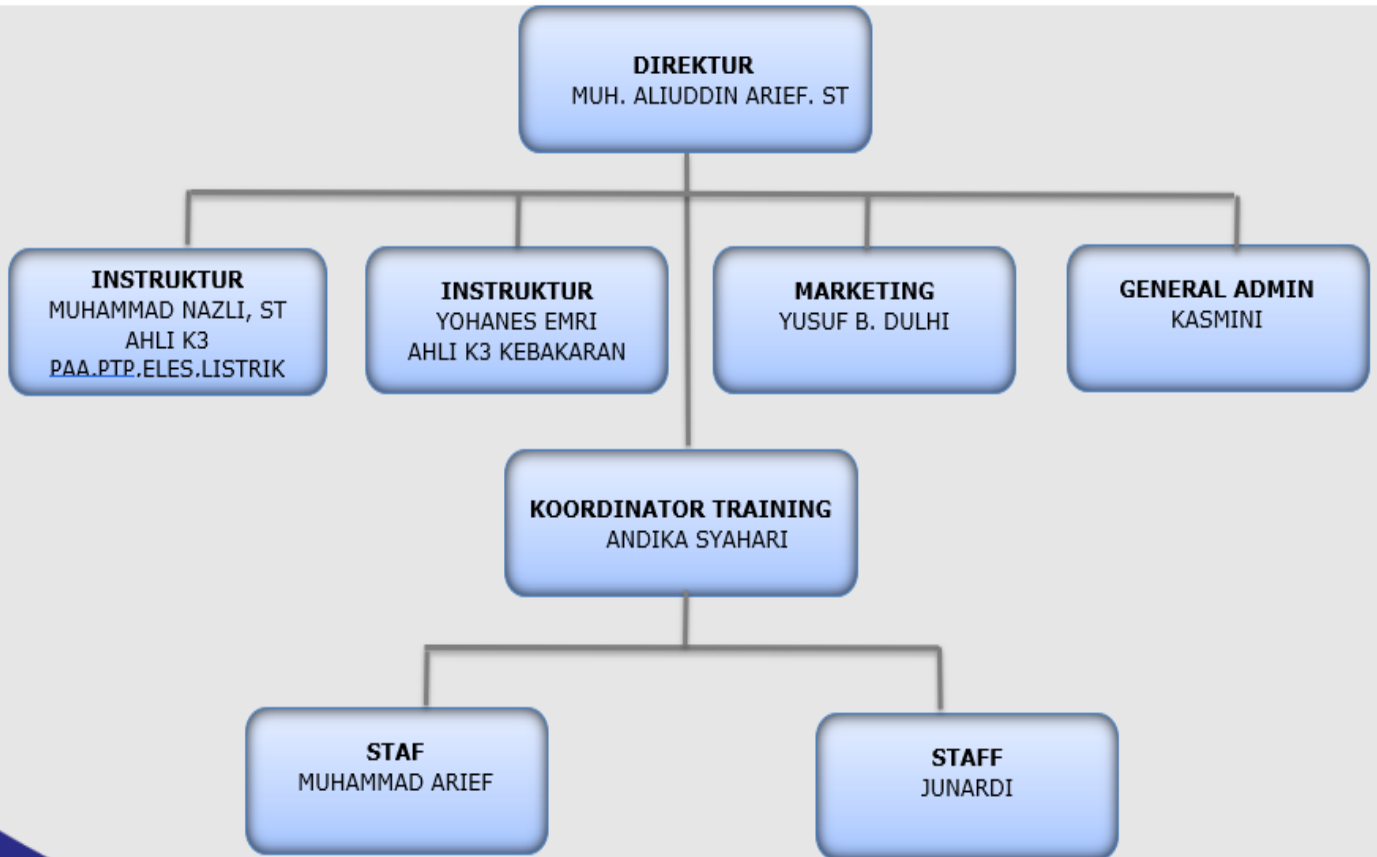 DIREKTUR
MUH. ALIUDDIN ARIEF. ST
INSTRUKTUR
MUHAMMAD NAZLI, ST
AHLI K3
PAA.PTP.ELES.LISTRIK
INSTRUKTUR
YOHANES EMRI
AHLI K3 KEBAKARAN
MARKETING
YUSUF B. DULHI
GENERAL ADMIN
KASMINI
KOORDINATOR TRAINING
ANDIKA SYAHARI
STAF
MUHAMMAD ARIEF
STAFF
JUNARDI